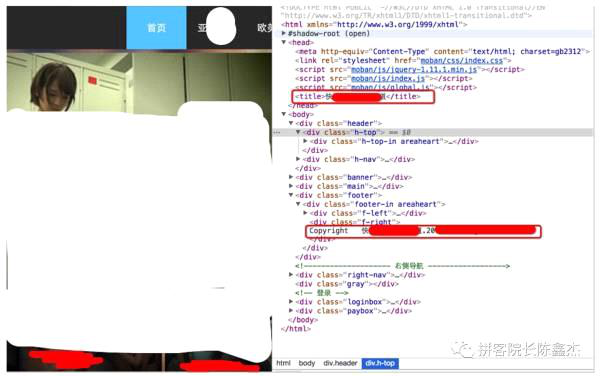 首页
亚
欧美
<!DOCTYPE html PUBLIC "-//W3C//DTD XHTML 1.0 Transitional//EN"
"http://www.w3.org/TR/xhtml1/DTD/xhtml1-transitional.dtd">
<html xmlns="http://www.w3.org/1999/xhtml">
▶#shadow-root (open)
▼<head>
<meta http-equiv="Content-Type" content="text/html; charset=gb2312">
<link rel="stylesheet" href="moban/css/index.css">
<script src="moban/js/jquery-1.11.1.min.js"></script>
<script src="moban/js/index.js"></script>
<script src="moban/js/global.js"></script>
<title>快</title>
</head>
▼<body>
▼<div class="header">
... ▼<div class="h-top"> == $0
▶<div class="h-top-in areaheart">…</div>
</div>
▶<div class="h-nav">…</div>
</div>
▶<div class="banner">…</div>
▶<div class="main">…</div>
▼<div class="footer">
▼<div class="footer-in areaheart">
▶<div class="f-left">…</div>
<div class="f-right">
Copyright 快 .20
</div>
</div>
</div>
<!-------------------- 右侧导航 ------------------>
▶<div class="right-nav">…</div>
<div class="gray"></div>
<!-- 登录 -->
▶<div class="loginbox">…</div>
▶<div class="paybox">…</div>
</body>
</html>
html body div.header div.h-top
拼客院长陈鑫杰